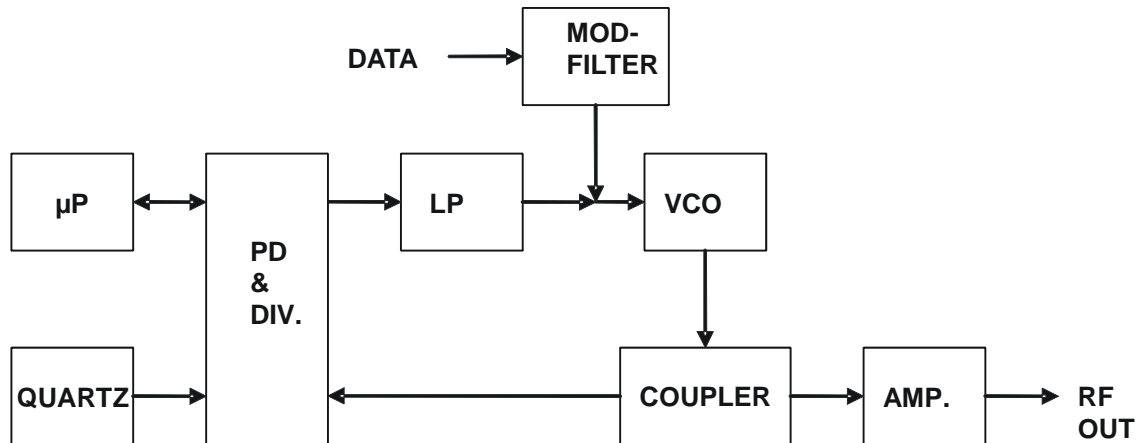 MOD-
FILTER
DATA
µP
LP
VCO
PD
&
DIV.
QUARTZ
COUPLER
AMP.
RF
OUT